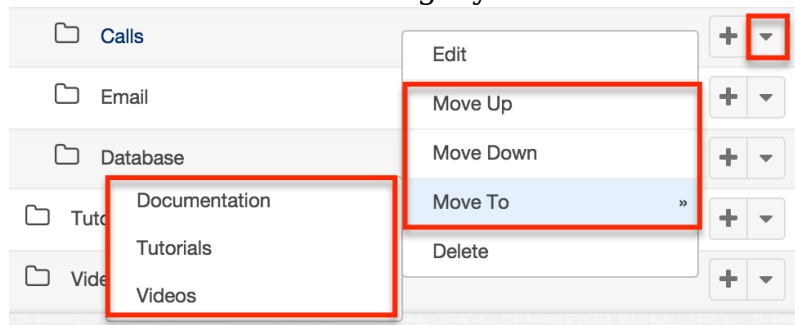 Calls
Edit
Email
Move Up
Database
Move Down
Documentation
Move To »
Tutorials
Delete
Videos